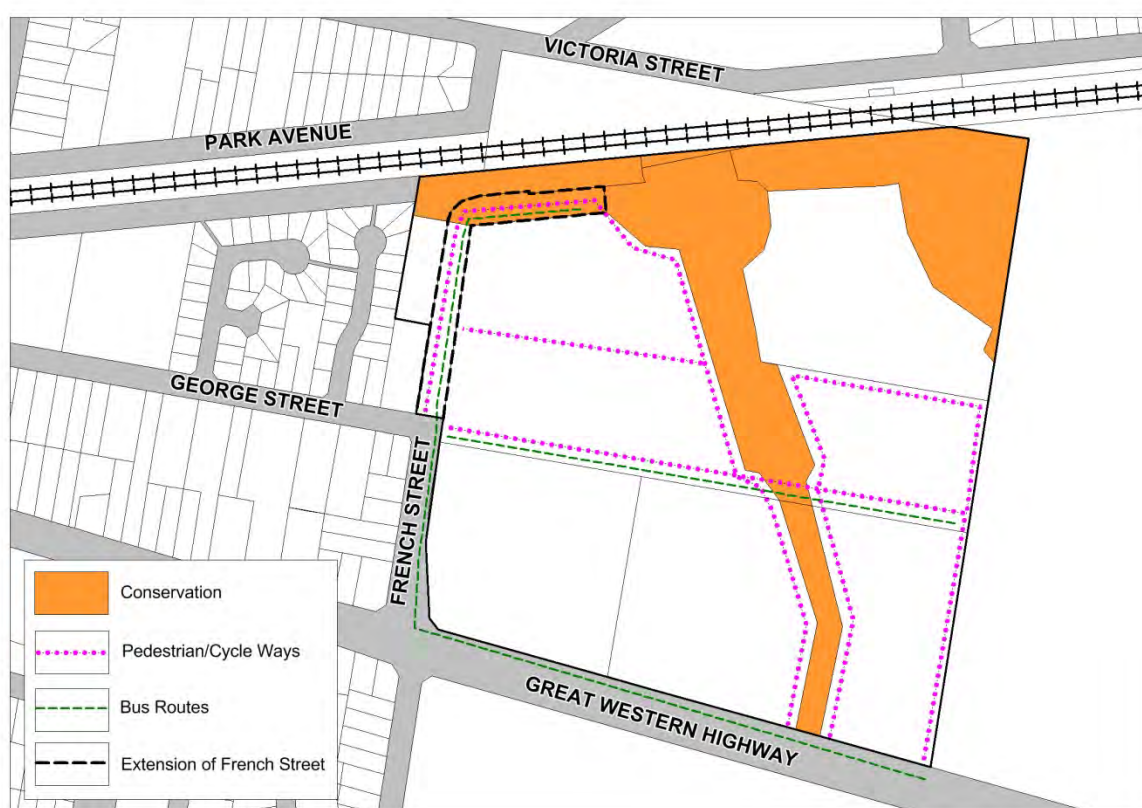 VICTORIA STREET
PARK AVENUE
GEORGE STREET
FRENCH STREET
GREAT WESTERN HIGHWAY
Conservation
Pedestrian/Cycle Ways
Bus Routes
Extension of French Street